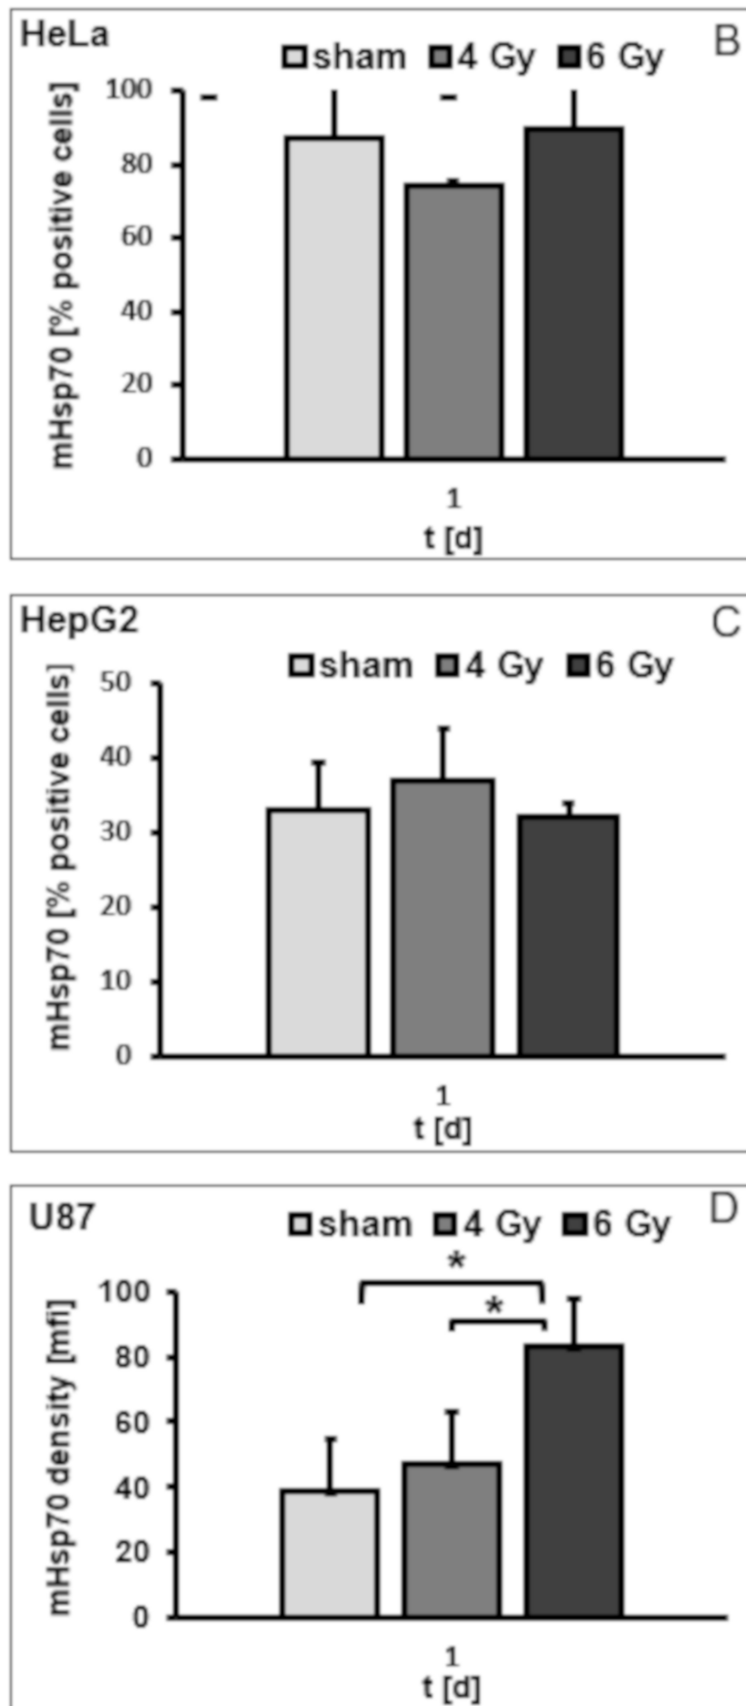 HeLa
B
sham 4 Gy 6 Gy
mHsp70 [% positive cells]
100
80
60
40
20
0
1
t [d]
HepG2
C
sham 4 Gy 6 Gy
mHsp70 [% positive cells]
50
40
30
20
10
0
1
t [d]
U87
D
sham 4 Gy 6 Gy
*
*
mHsp70 density [mfi]
100
80
60
40
20
0
1
t [d]